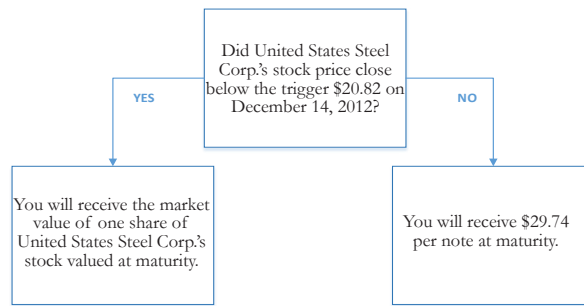 Did United States Steel
Corp.'s stock price close
below the trigger $20.82 on
December 14, 2012?
YES
NO
You will receive the market
value of one share of
United States Steel Corp.'s
stock valued at maturity.
You will receive $29.74
per note at maturity.